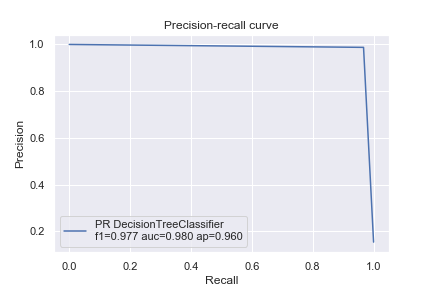 Precision-recall curve
1.0
0.8
0.6
0.4
0.2
Precision
PR DecisionTreeClassifier
f1=0.977 auc=0.980 ap=0.960
0.0 0.2 0.4 0.6 0.8 1.0
Recall